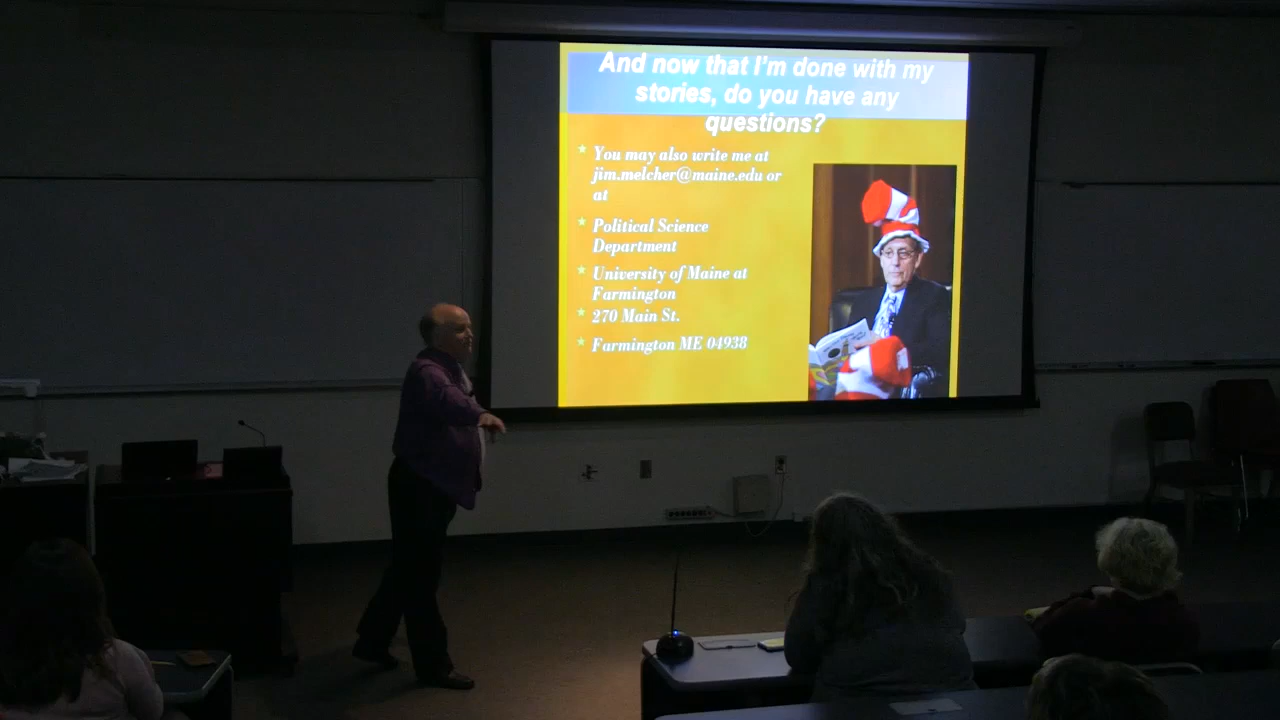 And now that I'm done with my
stories, do you have any
questions?
You may also write me at
jim.melcher@maine.edu or
at
Political Science
Department
University of Maine at
Farmington
270 Main St.
Farmington ME 04938